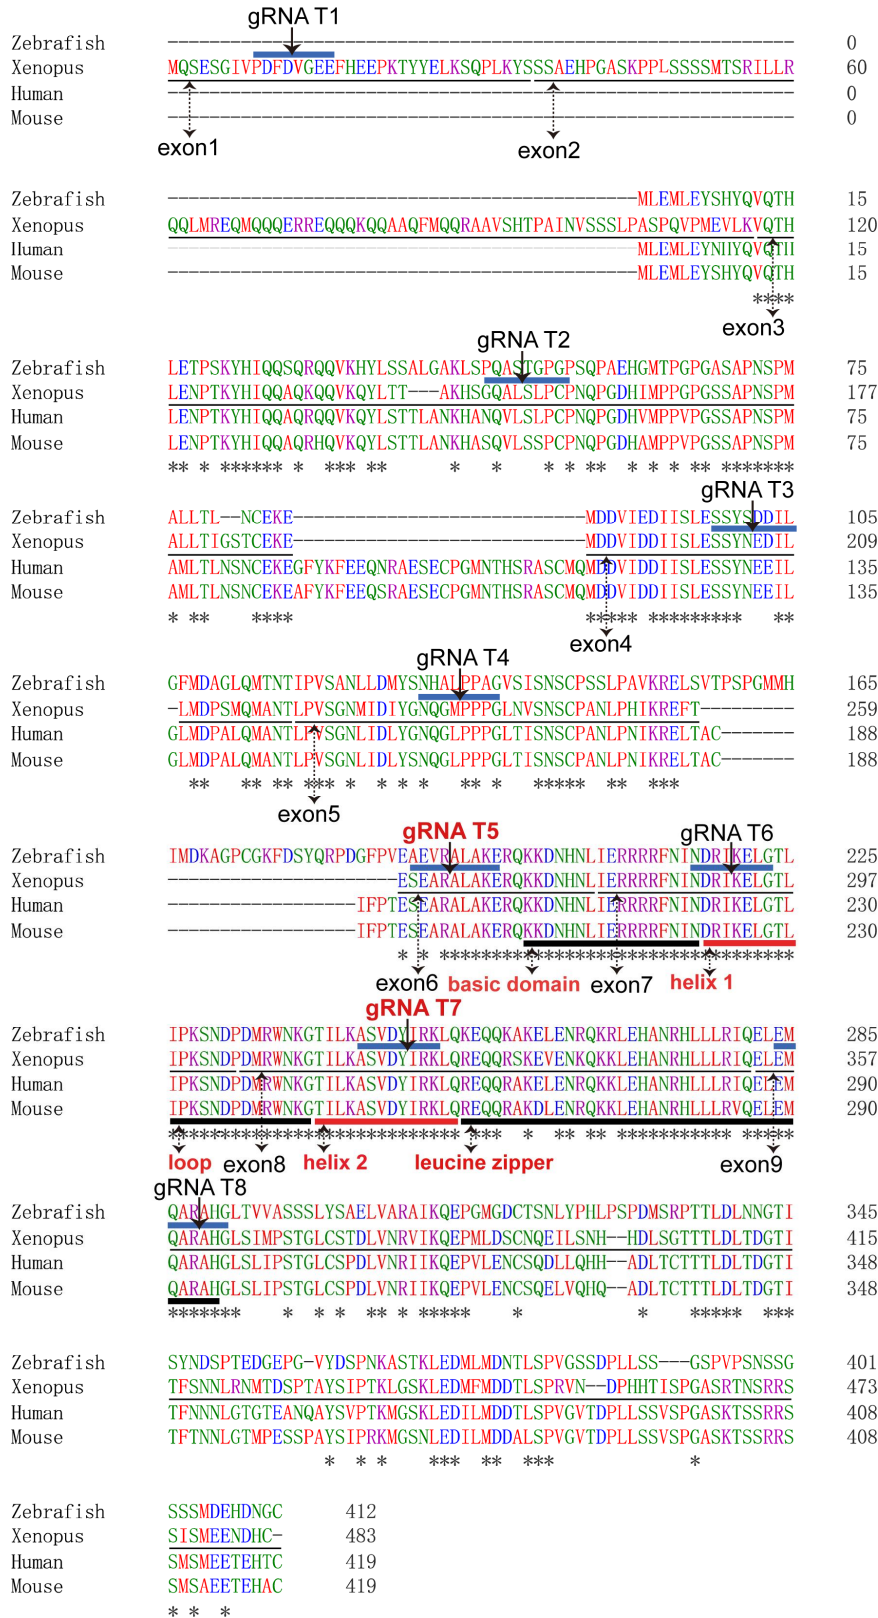 gRNA T1
Zebrafish ------------------------------------------------------------ 0
Xenopus MQSESGIVPDFDVGEEFHEEPKTYYELKSQPLKYSSSAEHPGASKPPLSSSSMTSRILLR 60
Human ------------------------------------------------------------ 0
Mouse ------------------------------------------------------------ 0
exon1 exon2
Zebrafish ---------------------------------------------MLEMLEYSHYQVQTH 15
Xenopus QQLMREQMQQQERREQQQKQQAAQFMQQRAAVSHTPAINVSSSLPASPQVPMEVLKVQTH 120
Human ---------------------------------------------MLEMLEYNHYQVQTH 15
Mouse ---------------------------------------------MLEMLEYSHYQVQTH 15
****
exon3
gRNA T2
Zebrafish LETPSKYHIQQSQRQQVKHYLSSALGAKLSPQASTGPGPSQPAEHGMTPGPGASAPNSPM 75
Xenopus LENPTKYHIQQAQKQQVKQYLTT---AKHSGQALSLPCPNQPGDHIMPPGPGSSAPNSPM 177
Human LENPTKYHIQQAQRQQVKQYLSTTLANKHANQVLSLPCPNQPGDHVMPPVPGSSAPNSPM 75
Mouse LENPTKYHIQQAQRHQVKQYLSTTLANKHASQVLSSPCPNQPGDHAMPPVPGSSAPNSPM 75
** * ****** * *** ** * * * * ** * * ** *******
gRNA T3
Zebrafish ALLTL--NCEKE----------------------------MDDVIEDIISLESSYSDDIL 105
Xenopus ALLTIGSTCEKE----------------------------MDDVIDDIISLESSYNEDIL 209
Human AMLTLNSNCEKEGFYKFEEQNRAESECPGMNTHSRASCMQMDDVIDDIISLESSYNEEIL 135
Mouse AMLTLNSNCEKEAFYKFEEQSRAESECPGMNTHSRASCMLQMDDVIDDIISLESSYNEEIL 135
* ** **** ***** ********* **
exon4
gRNA T4
Zebrafish GFMDAGLQMTNTIPVSANLLDMYSNHALPPAGVSISNSCPSSLPAVKRELSVTPSPGMMH 165
Xenopus -LMDPSMQMANTLPVSGNMIDIYGNQGMPPPGLNVSNSCPANLPHIKREFT--------- 259
Human GLMDPALQMANTLPVSGNLIDLYGNQGLPPPGLTISNSCPANLPNIKRELTAC------- 188
Mouse GLMDPALQMANTLPVSGNLIDLYSNQGLPPPGLTISNSCPANLPNIKRELTAC------- 188
** ** ** *** * * * * ** * ***** ** ***
exon5
gRNA T5 gRNA T6
Zebrafish IMDKAGPCGKFDSYQRPDGFPVEAEVRALAKERQKKDNHNLIERRRRFNINDRIKELGTL 225
Xenopus ----------------------ESEARALAKERQKKDNHNLIERRRRFNINDRIKELGTL 297
Human ------------------IFPTESEARALAKERQKKDNHNLIERRRRFNINDRIKELGTL 230
Mouse ------------------IFPTESEARALAKERQKKDNHNLIERRRRFNINDRIKELGTL 230
* * **********************************
exon6 basic domain exon7 helix 1
gRNA T7
Zebrafish IPKSNDPDMRWNKGTILKASVDYIRKLQKEQQKAKELENRQKRLEHANRHLLLRIQELEM 285
Xenopus IPKSNDPDMRWNKGTILKASVDYIRKLQREQQRSKEVENKQKKLEHANRHLLLRIQELEM 357
Human IPKSNDPDMRWNKGTILKASVDYIRKLQREQQRAKELENRQKKLEHANRHLLLRIQELEM 290
Mouse IPKSNDPDMRWNKGTILKASVDYIRKLQREQQRAKDLENRQKKLEHANRHLLLRVQELEM 290
**************************** *** * ** ** *********** *****
loop exon8 helix 2 leucine zipper exon9
gRNA T8
Zebrafish QARAHGLTVVASSSLYSAELVARAIKQEPGMGDCTSNLYPHLPSPDMSRPTTLDLNNGTI 345
Xenopus QARAHGLSIMPSTGLCSTDLVNRVIKQEPMLDSCNQEILSNH--HDLSGTTTLDLTDGTI 415
Human QARAHGLSLIPSTGLCSPDLVNRIIKQEPVLENCSQDLLQHH--ADLTCTTTLDLTDGTI 348
Mouse QARAHGLSLIPSTGLCSPDLVNRIIKQEPVLENCSQELVQHQ--ADLTCTTTLDLTDGTI 348
******* * * * ** * ***** * * ***** ***
Zebrafish SYNDSPTEDGEPG-VYDSPNKASTKLEDMLMDNTLSPVGSSDPLLSS---GSPVPSNSSG 401
Xenopus TFSNNLRNMTDSPTAYSIPTKLGSKLEDMFMDDTLSPRVN--DPHHTISPGASRTNSRRS 473
Human TFNNNLGTGTEANQAYSVPTKMGSKLEDILMDDTLSPVGVTDPLLSSVSPGASKTSSRRS 408
Mouse TFTNNLGTMPESSPAYSIPRKMGSNLEDILMDDALSPVGVTDPLLSSVSPGASKTSSRRS 408
* * * *** ** *** *
Zebrafish SSSMDEHDNGC 412
Xenopus SISMEENDHC- 483
Human SMSMEETEHTC 419
Mouse SMSAEETEHAC 419
* * *